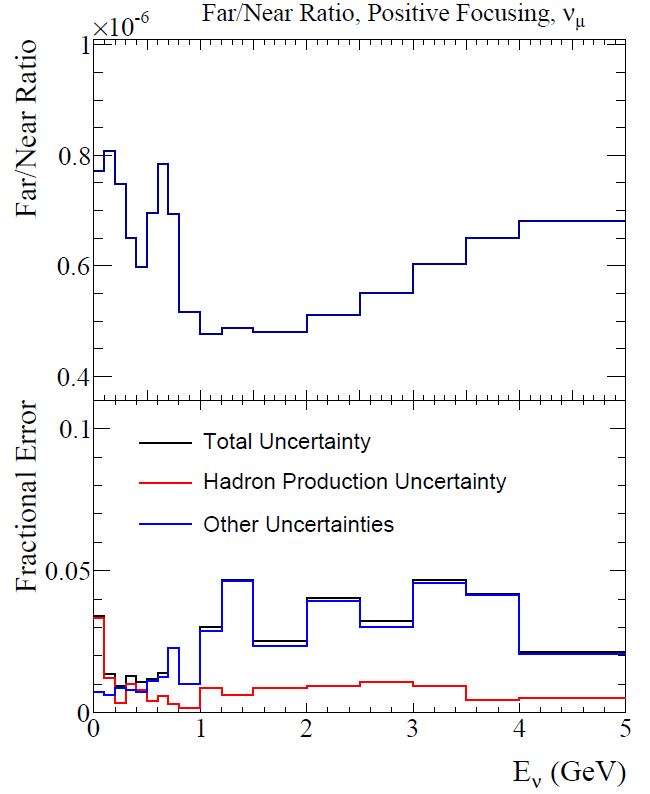 Far/Near Ratio, Positive Focusing, νμ
1×10-6
Far/Near Ratio
0.8
0.6
0.4
Fractional Error
0.1
Total Uncertainty
Hadron Production Uncertainty
Other Uncertainties
0.05
0
0 1 2 3 4 5
Eν (GeV)